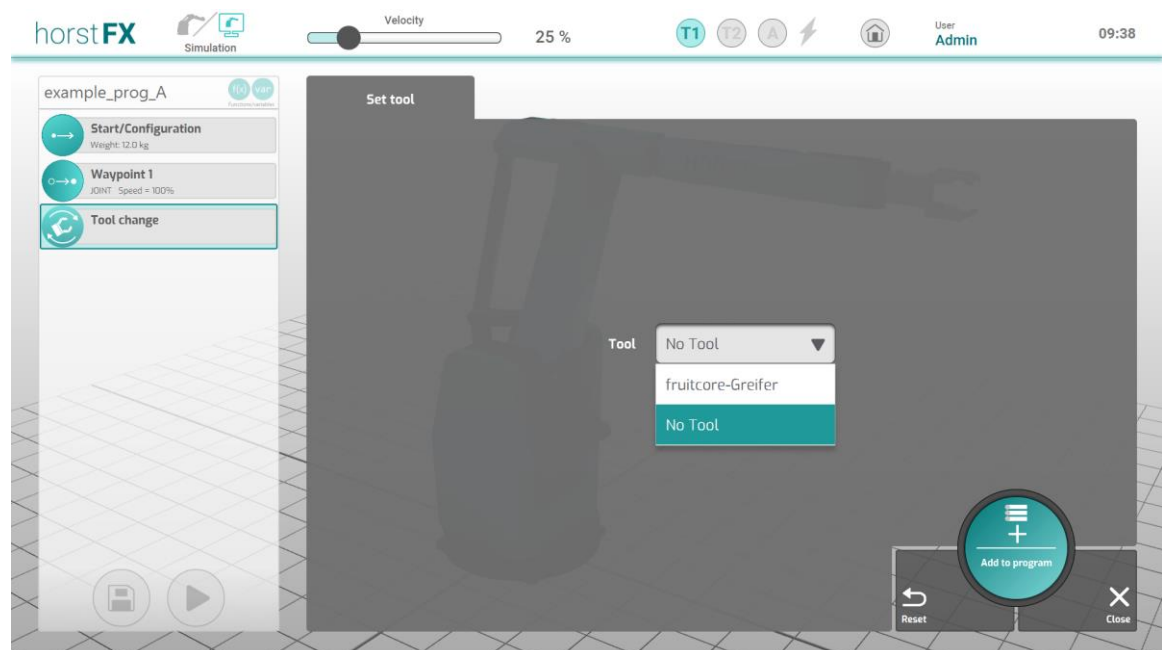 horstFX
Simulation
Velocity
25 %
T1
T2
A
User
Admin
09:38
example_prog_A
f(x)
var
Functions/variables
Start/Configuration
Weight: 12.0 kg
Waypoint 1
JOINT Speed = 100%
Tool change
Set tool
Tool
No Tool
fruitcore-Greifer
No Tool
Add to program
Reset
Close